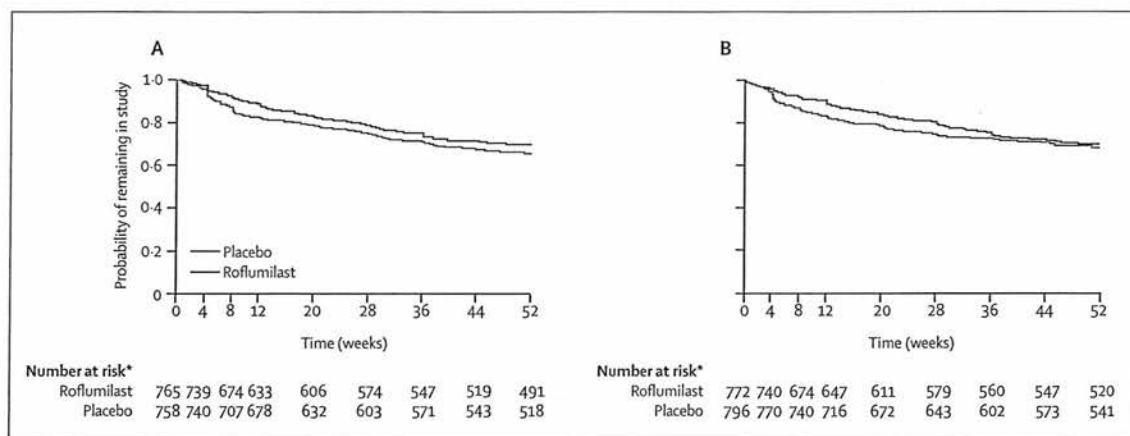 A
Probability of remaining in study
1·0
0·8
0·6
0·4
0·2
0
Placebo
Roflumilast
0 4 8 12 20 28 36 44 52
Time (weeks)
Number at risk*
Roflumilast 765 739 674 633 606 574 547 519 491
Placebo 758 740 707 678 632 603 571 543 518
B
0 4 8 12 20 28 36 44 52
Time (weeks)
Number at risk*
Roflumilast 772 740 674 647 611 579 560 547 520
Placebo 796 770 740 716 672 643 602 573 541